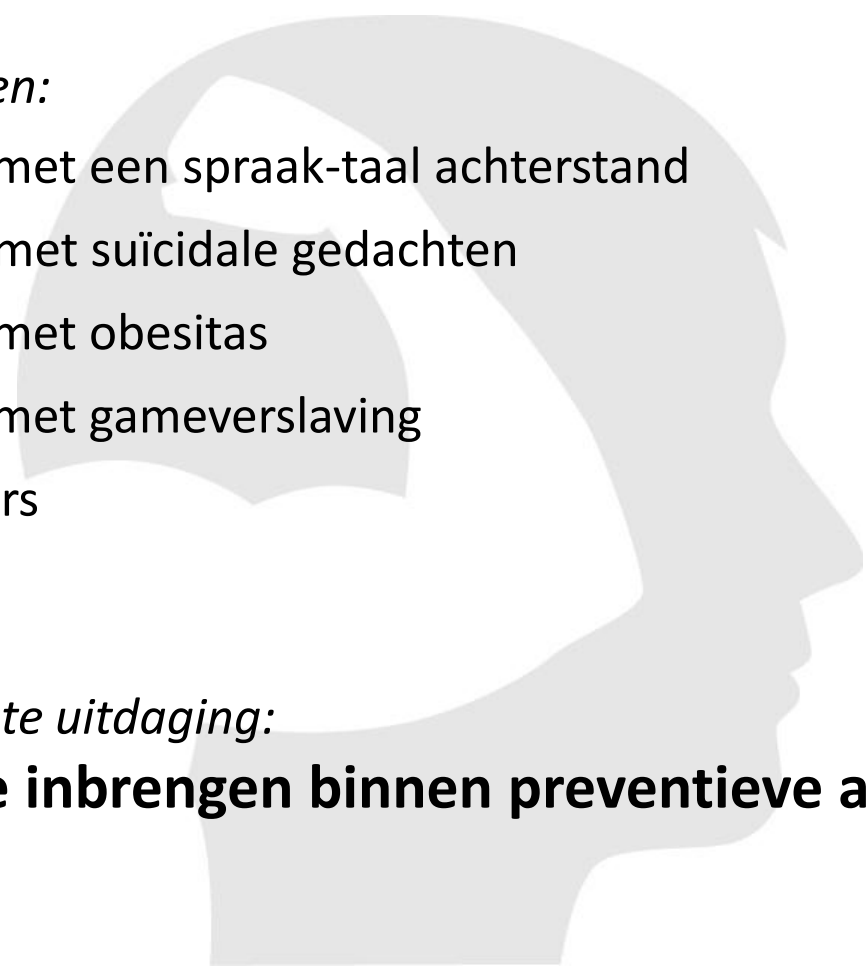 en:
met een spraak-taal achterstand
met suïcidale gedachten
met obesitas
met gameverslaving
rs
te uitdaging:
e inbrengen binnen preventieve a